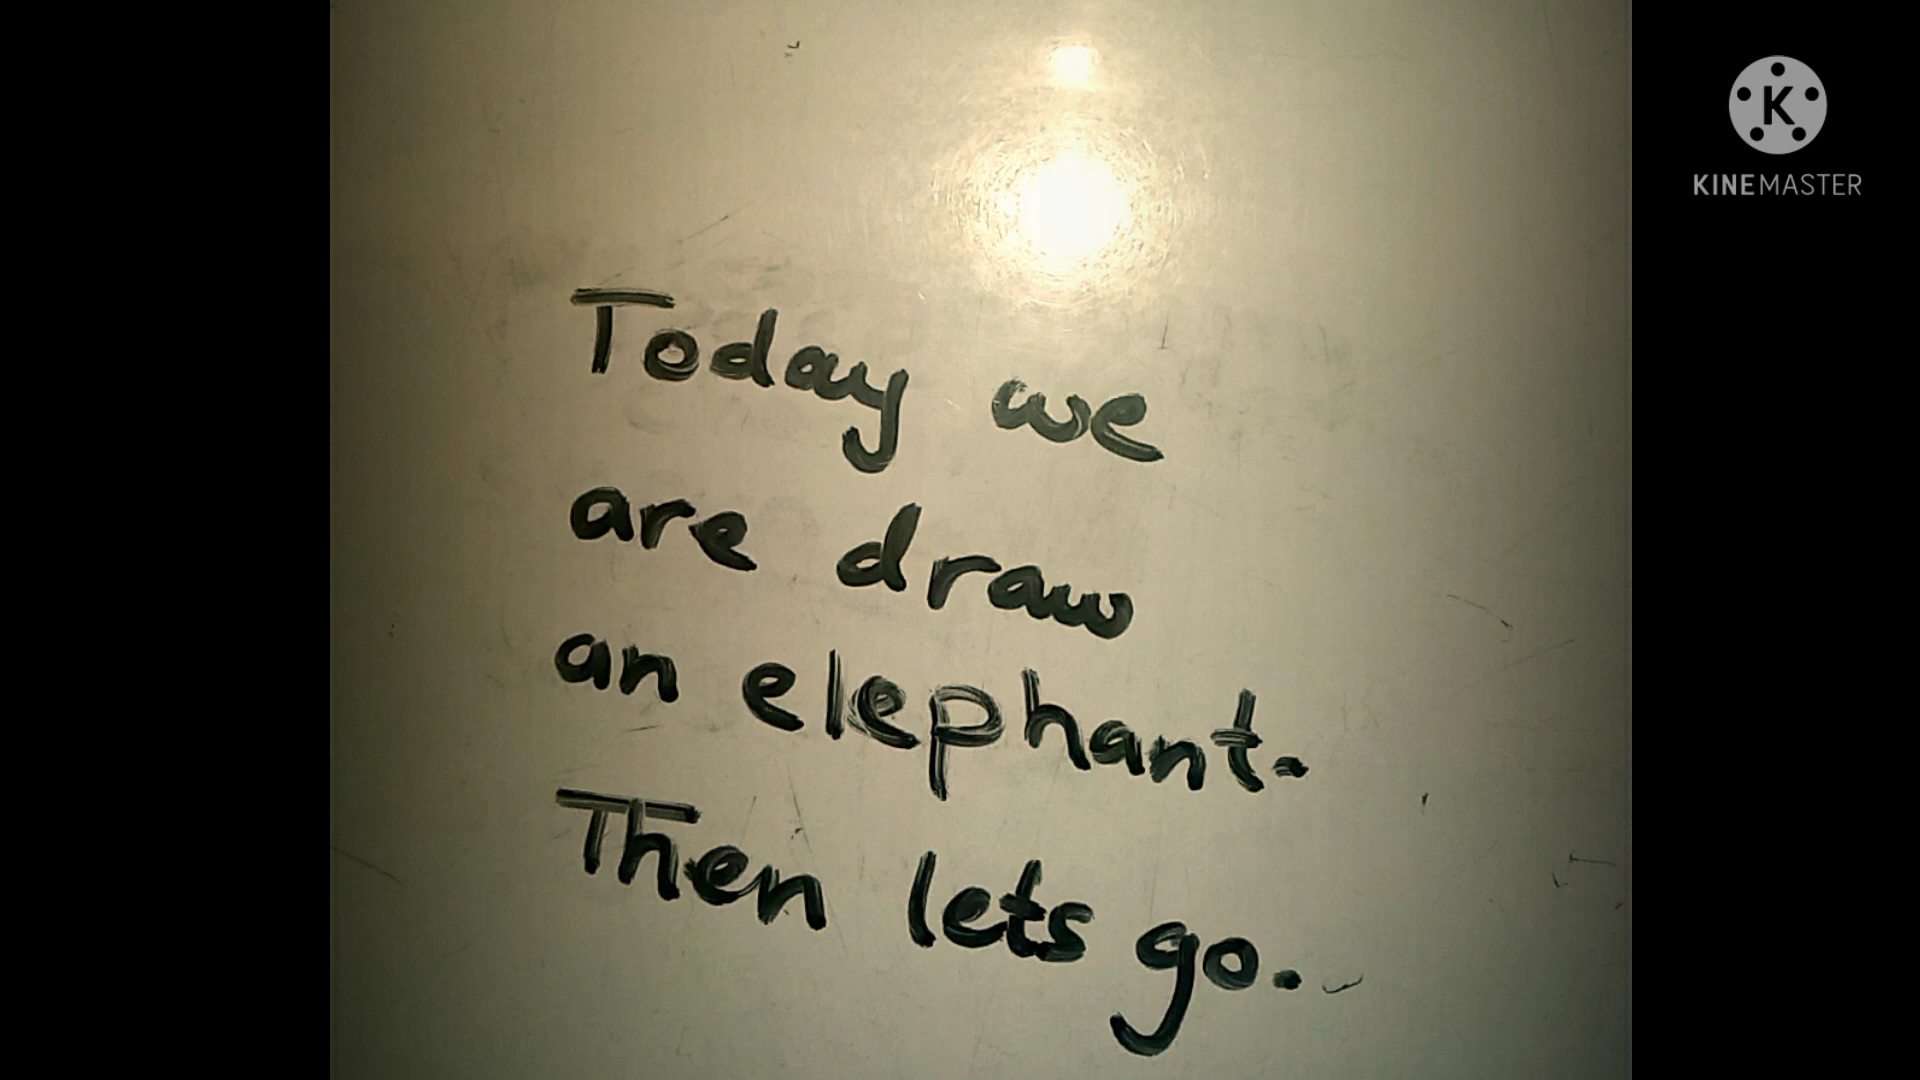 Today we
are draw
an elephant.
Then lets go.
K
KINEMASTER